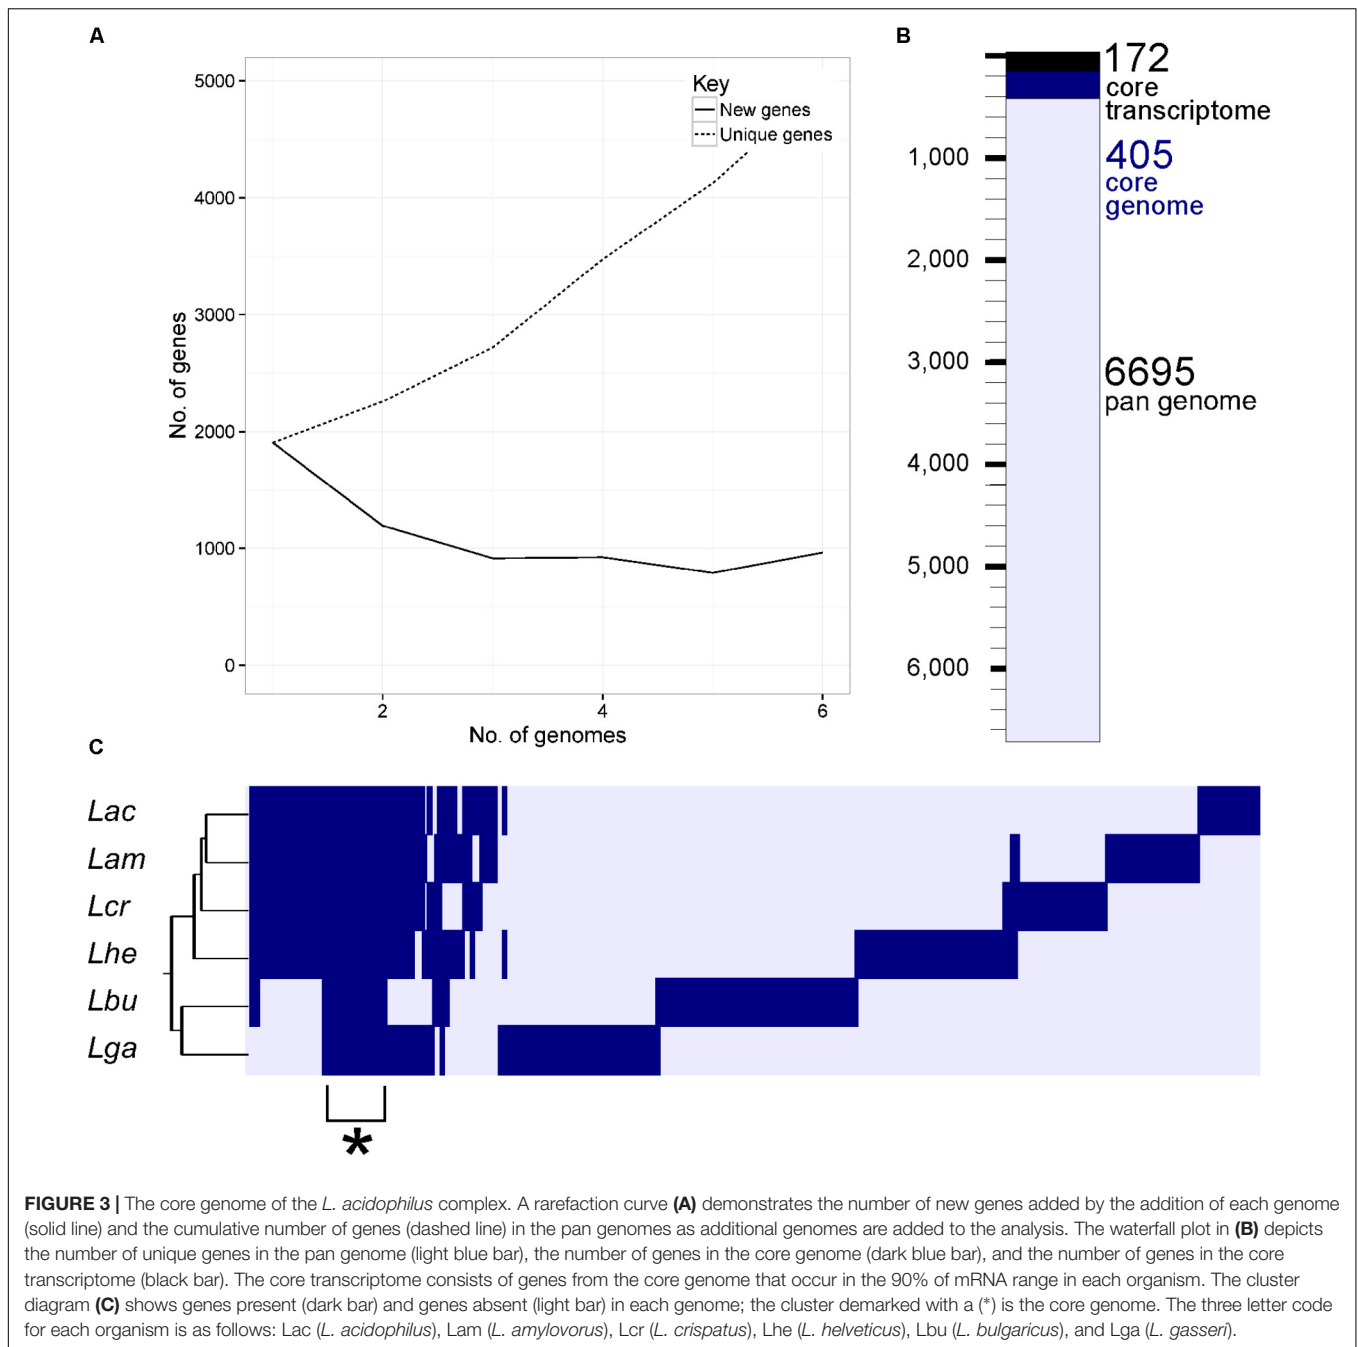 A
5000
4000
3000
2000
1000
0
No. of genes
Key
New genes
Unique genes
2
4
6
No. of genomes
B
1,000
2,000
3,000
4,000
5,000
6,000
172
core
transcriptome
405
core
genome
6695
pan genome
C
Lac
Lam
Lcr
Lhe
Lbu
Lga
*
FIGURE 3 | The core genome of the L. acidophilus complex. A rarefaction curve (A) demonstrates the number of new genes added by the addition of each genome
(solid line) and the cumulative number of genes (dashed line) in the pan genomes as additional genomes are added to the analysis. The waterfall plot in (B) depicts
the number of unique genes in the pan genome (light blue bar), the number of genes in the core genome (dark blue bar), and the number of genes in the core
transcriptome (black bar). The core transcriptome consists of genes from the core genome that occur in the 90% of mRNA range in each organism. The cluster
diagram (C) shows genes present (dark bar) and genes absent (light bar) in each genome; the cluster demarked with a (*) is the core genome. The three letter code
for each organism is as follows: Lac (L. acidophilus), Lam (L. amylovorus), Lcr (L. crispatus), Lhe (L. helveticus), Lbu (L. bulgaricus), and Lga (L. gasseri).